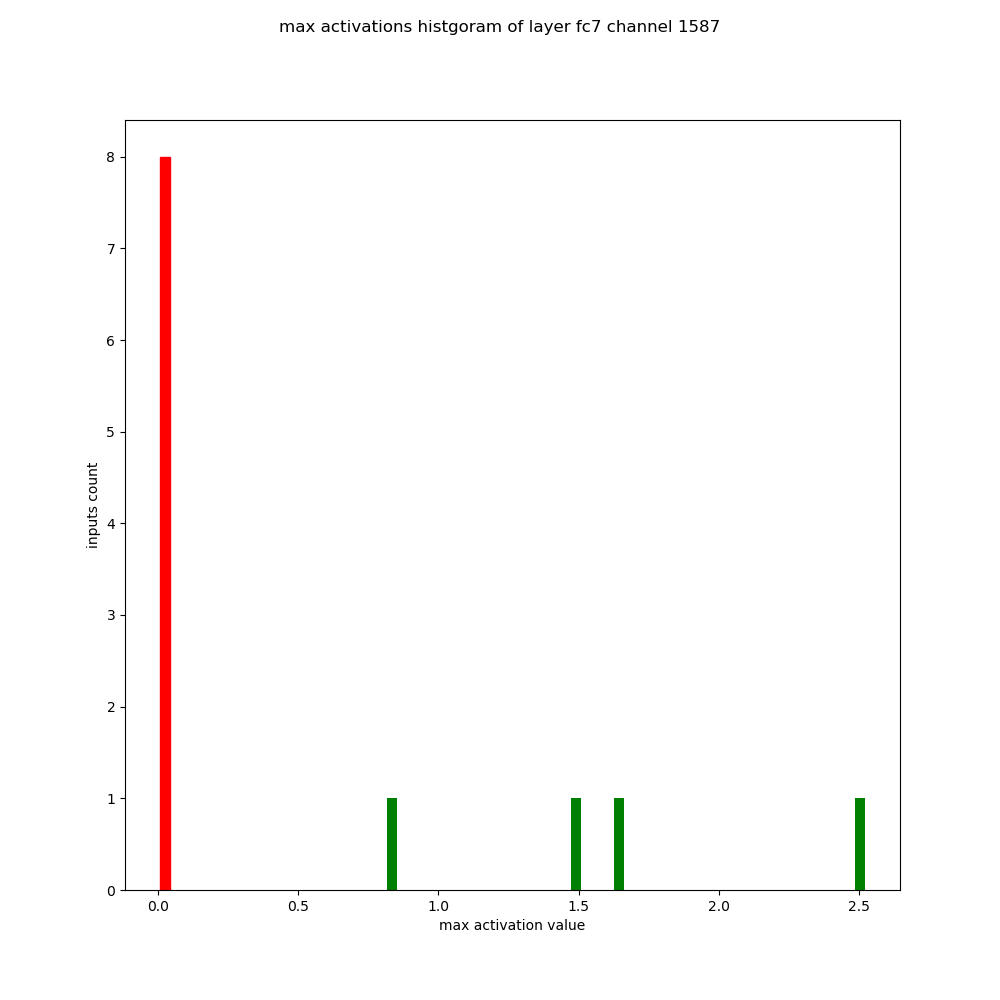 max activations histgoram of layer fc7 channel 1587
8
7
6
5
4
3
2
1
0
inputs count
0.0 0.5 1.0 1.5 2.0 2.5
max activation value